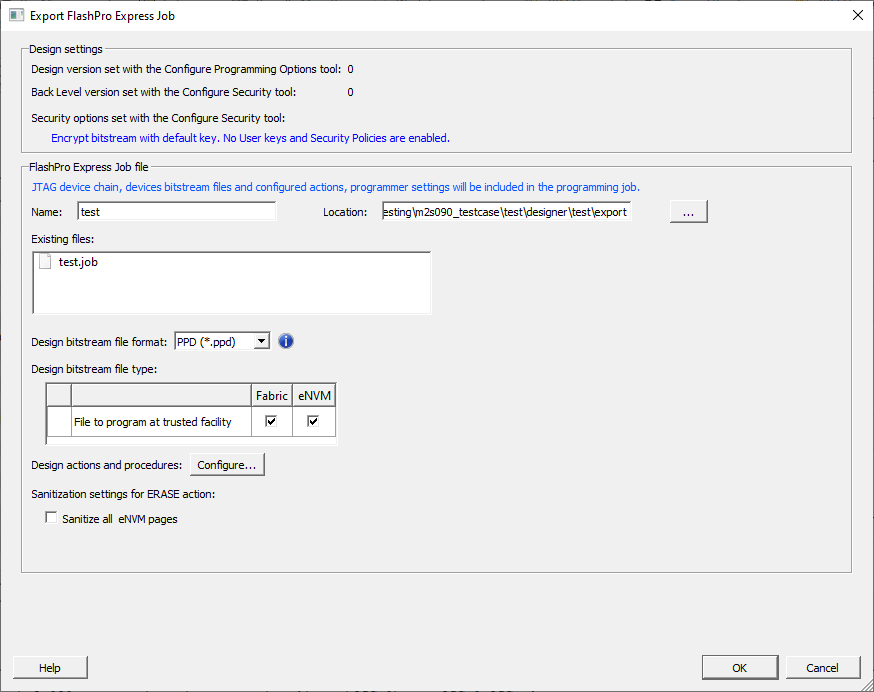 Export FlashPro Express Job
Design settings
Design version set with the Configure Programming Options tool: 0
Back Level version set with the Configure Security tool: 0
Security options set with the Configure Security tool:
Encrypt bitstream with default key. No User keys and Security Policies are enabled.
FlashPro Express Job file
JTAG device chain, devices bitstream files and configured actions, programmer settings will be included in the programming job.
Name: test Location: esting\m2s090_testcase\test\designer\test\export ...
Existing files:
test.job
Design bitstream file format: PPD (*.ppd) i
Design bitstream file type:
Fabric eNVM
File to program at trusted facility
Design actions and procedures: Configure...
Sanitization settings for ERASE action:
Sanitize all eNVM pages
Help OK Cancel